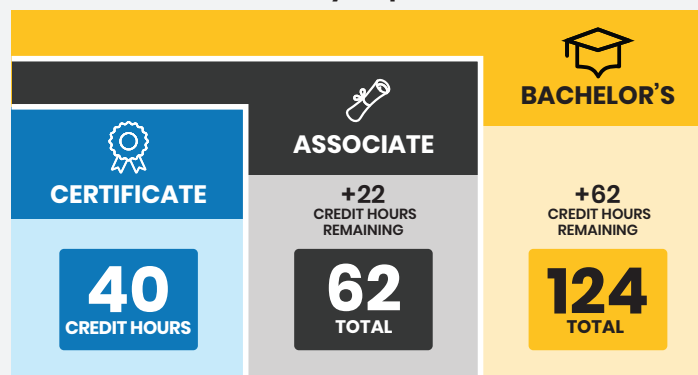 BACHELOR'S
ASSOCIATE
CERTIFICATE
+22
CREDIT HOURS
REMAINING
+62
CREDIT HOURS
REMAINING
40
CREDIT HOURS
62
TOTAL
124
TOTAL